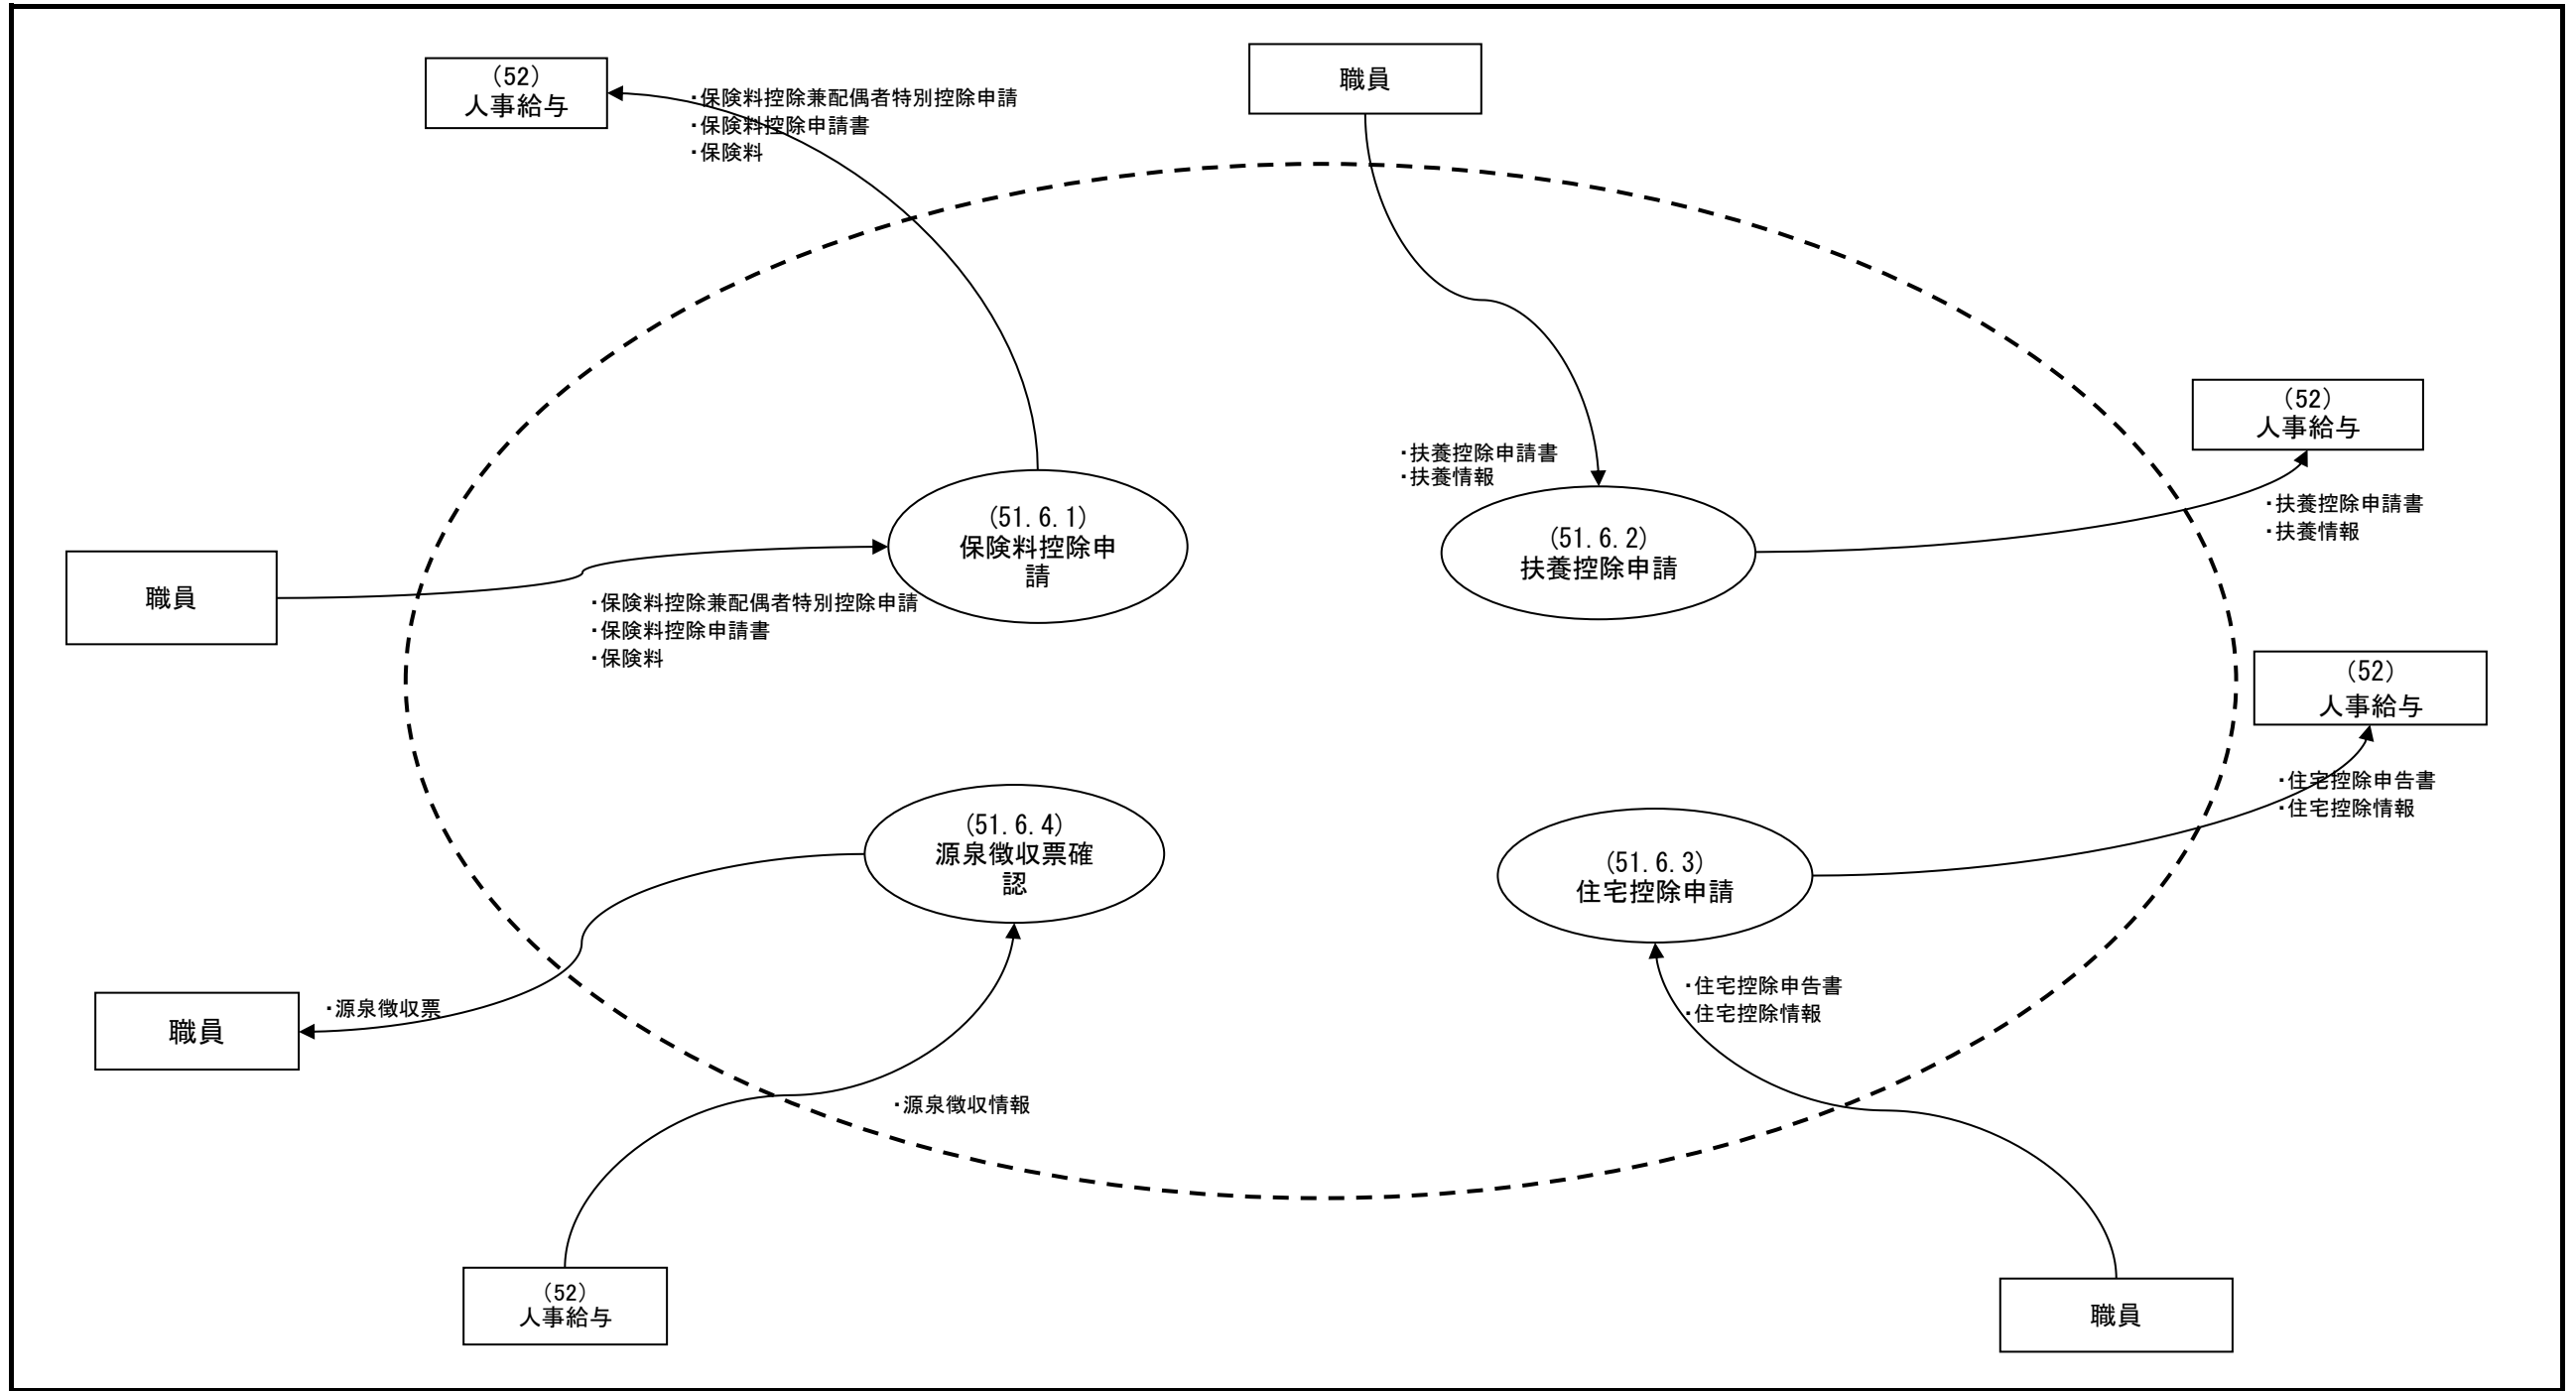 （52）
人事給与
・保険料控除兼配偶者特別控除申請
・保険料控除申請書
・保険料
職員
（52）
人事給与
・扶養控除申請書
・扶養情報
・扶養控除申請書
・扶養情報
(51.6.1)
保険料控除申
請
(51.6.2)
扶養控除申請
職員
・保険料控除兼配偶者特別控除申請
・保険料控除申請書
・保険料
（52）
人事給与
・住宅控除申告書
・住宅控除情報
(51.6.4)
源泉徴収票確
認
(51.6.3)
住宅控除申請
職員
・源泉徴収票
・住宅控除申告書
・住宅控除情報
・源泉徴収情報
（52）
人事給与
職員